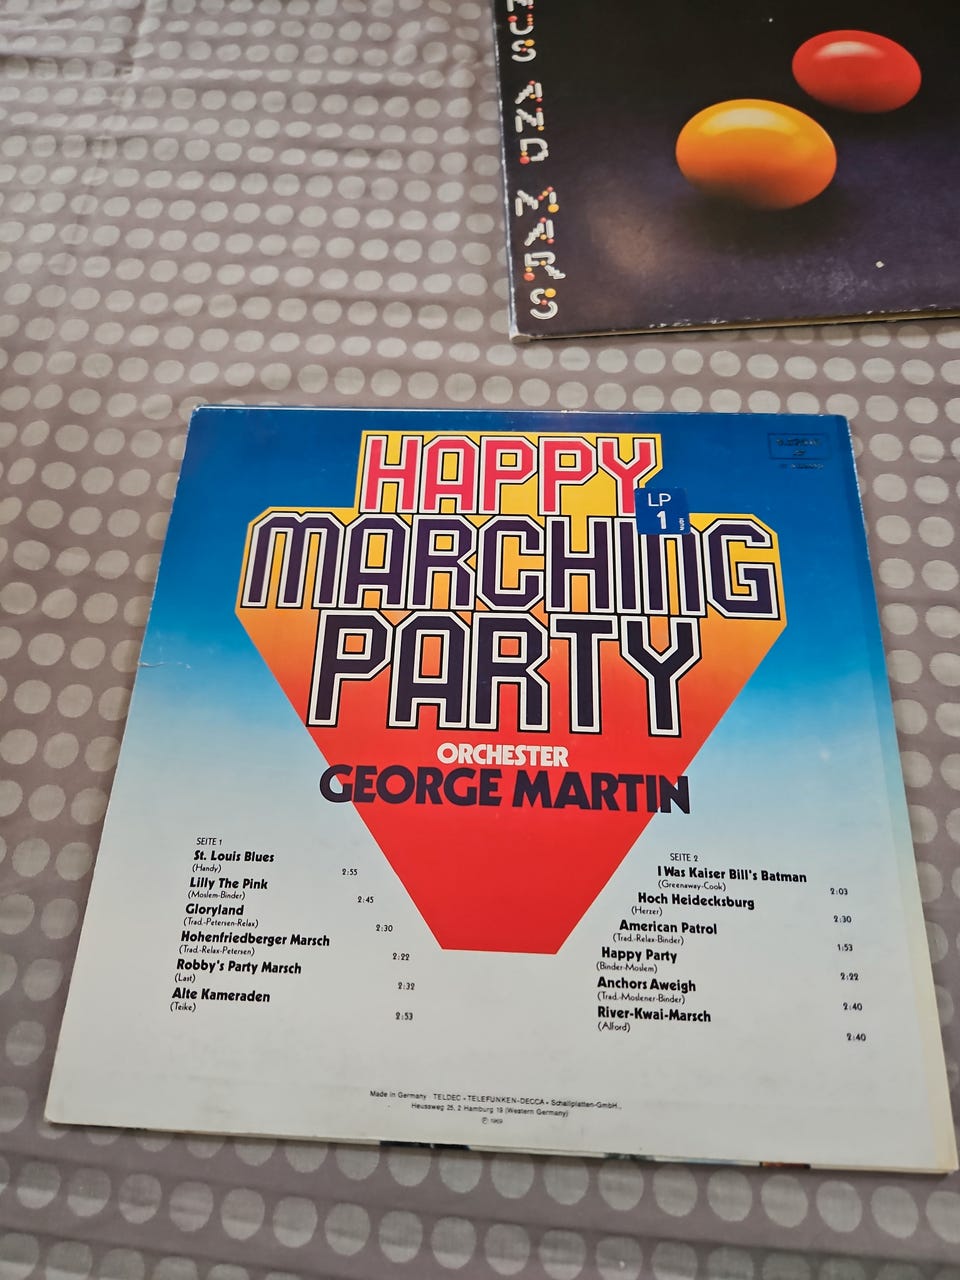 NUS AND MARS
HAPPY
MARCHING
PARTY
LP
1
ORCHESTER
GEORGE MARTIN
SEITE 1
St. Louis Blues
(Handy) 2:55
Lilly The Pink
(Moslem-Binder) 2:45
Gloryland
(Trad.-Petersen-Relax) 2:30
Hohenfriedberger Marsch
(Trad.-Relax-Petersen) 2:22
Robby's Party Marsch
(Last) 2:32
Alte Kameraden
(Teike) 2:53
SEITE 2
I Was Kaiser Bill's Batman
(Greenaway-Cook) 2:03
Hoch Heidecksburg
(Herzer) 2:30
American Patrol
(Trad.-Relax-Binder) 1:53
Happy Party
(Binder-Moslem) 2:22
Anchors Aweigh
(Trad.-Moslener-Binder) 2:40
River-Kwai-Marsch
(Alford) 2:40
Made in Germany TELDEC »TELEFUNKEN-DECCA« Schallplatten-GmbH.,
Heussweg 25, 2 Hamburg 19 (Western Germany)
Ⓟ 1969